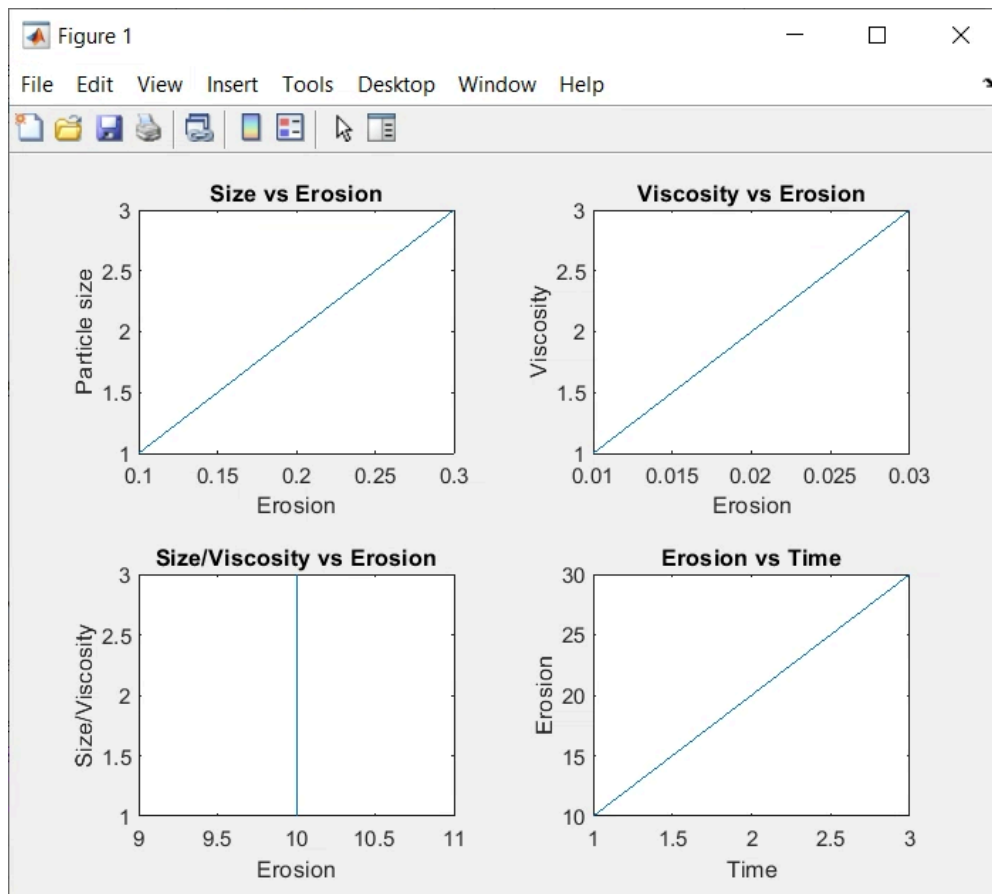 Figure 1
File Edit View Insert Tools Desktop Window Help
Size vs Erosion
Particle size
3
2.5
2
1.5
1
0.1 0.15 0.2 0.25 0.3
Erosion
Viscosity vs Erosion
Viscosity
3
2.5
2
1.5
1
0.01 0.015 0.02 0.025 0.03
Erosion
Size/Viscosity vs Erosion
Size/Viscosity
3
2.5
2
1.5
1
9 9.5 10 10.5 11
Erosion
Erosion vs Time
Erosion
30
25
20
15
10
1 1.5 2 2.5 3
Time